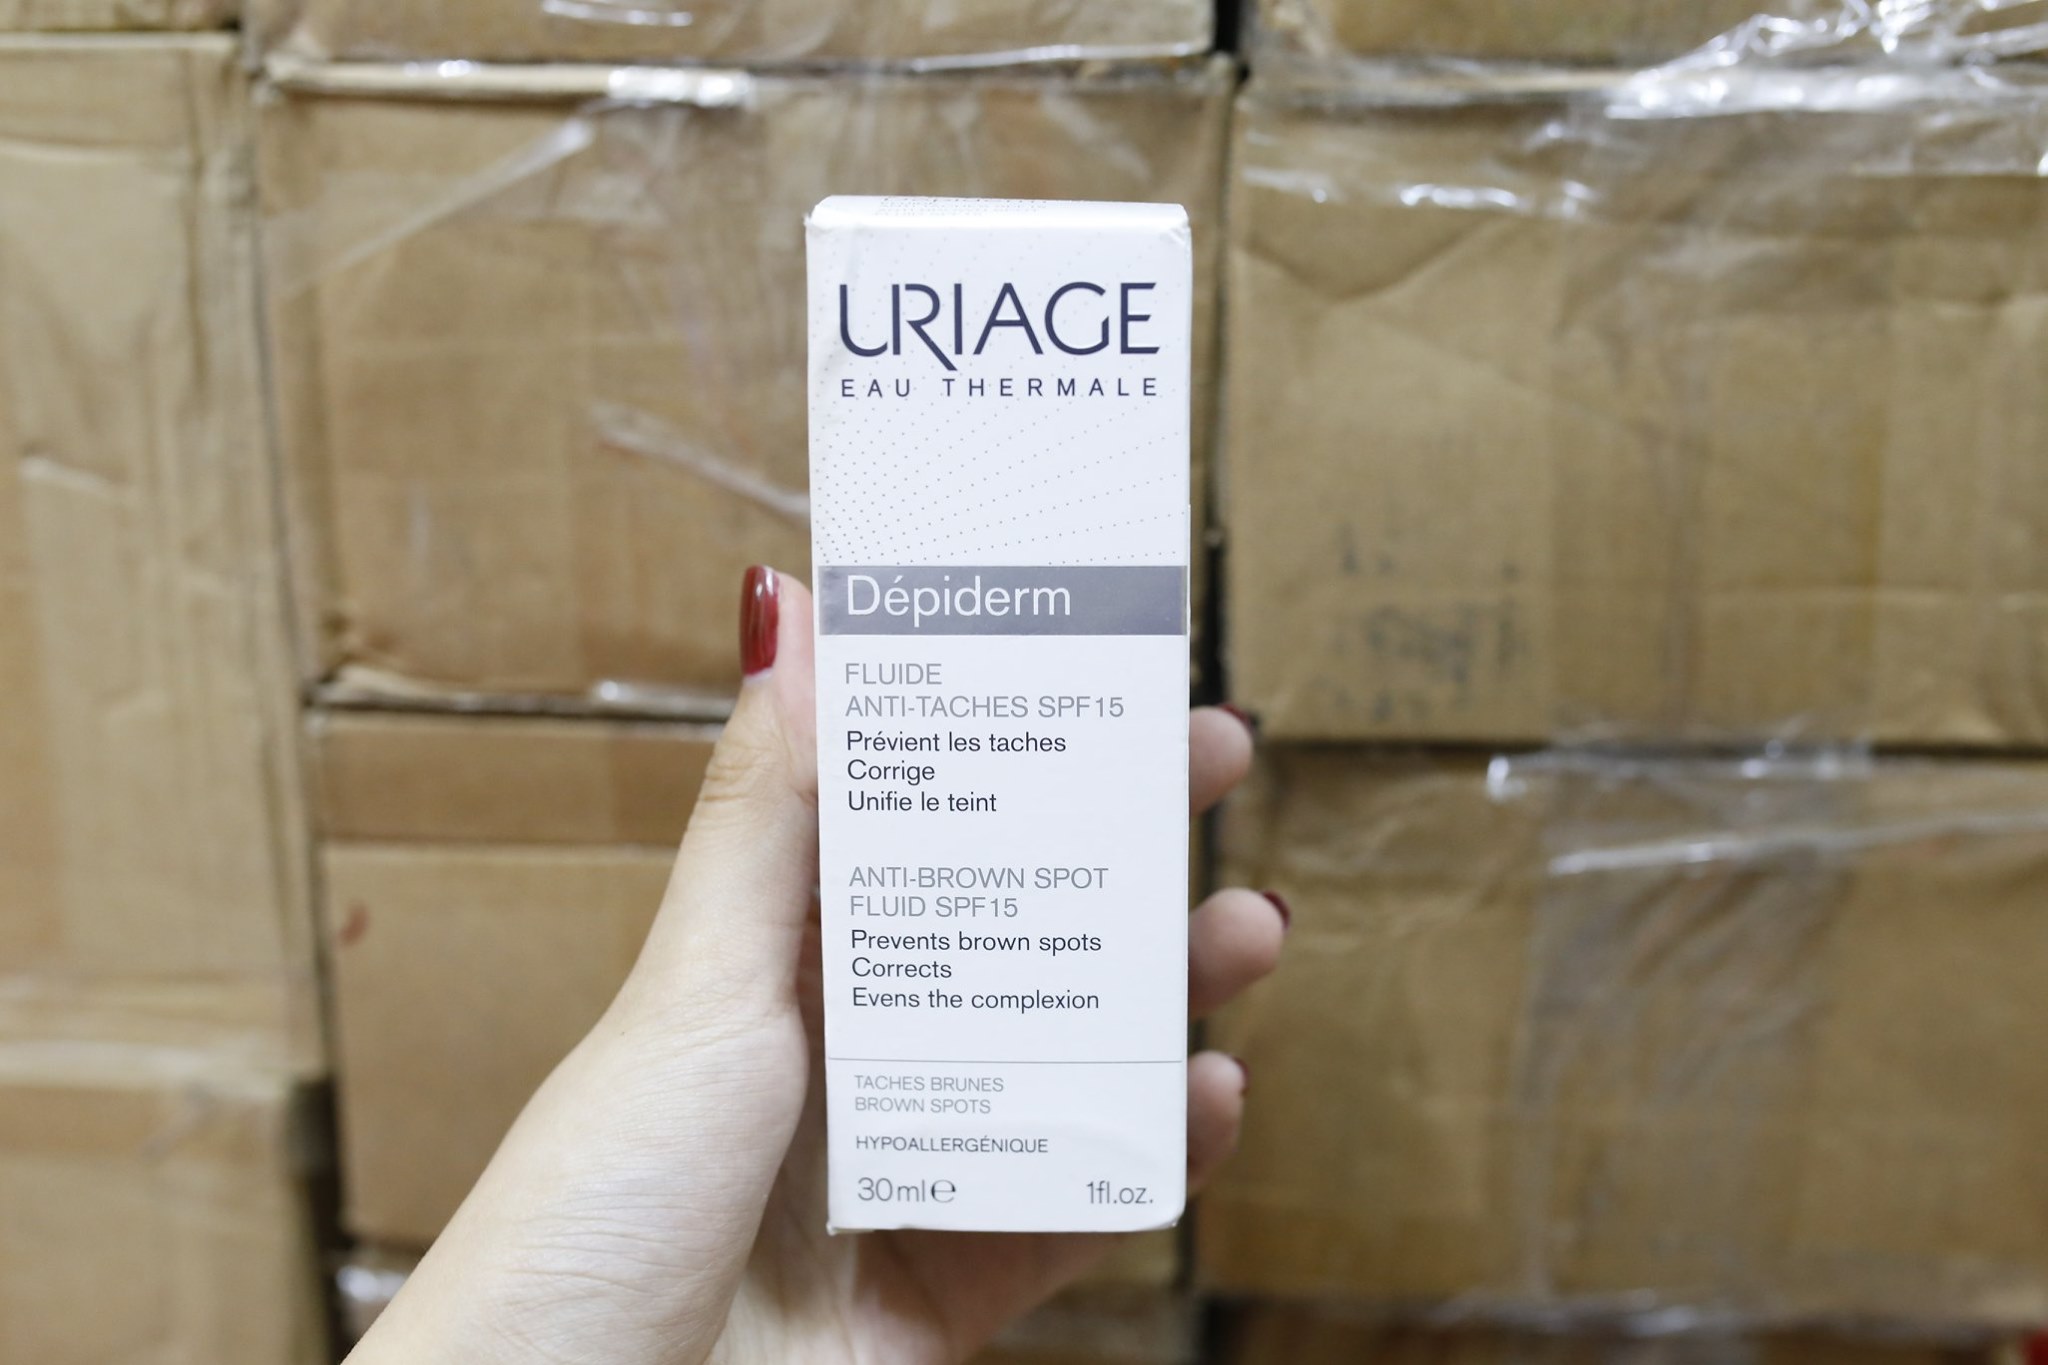 URIAGE
EAU THERMALE
Dépiderm
FLUIDE
ANTI-TACHES SPF15
Prévient les taches
Corrige
Unifie le teint
ANTI-BROWN SPOT
FLUID SPF15
Prevents brown spots
Corrects
Evens the complexion
TACHES BRUNES
BROWN SPOTS
HYPOALLERGÉNIQUE
30ml℮ 1fl.oz.